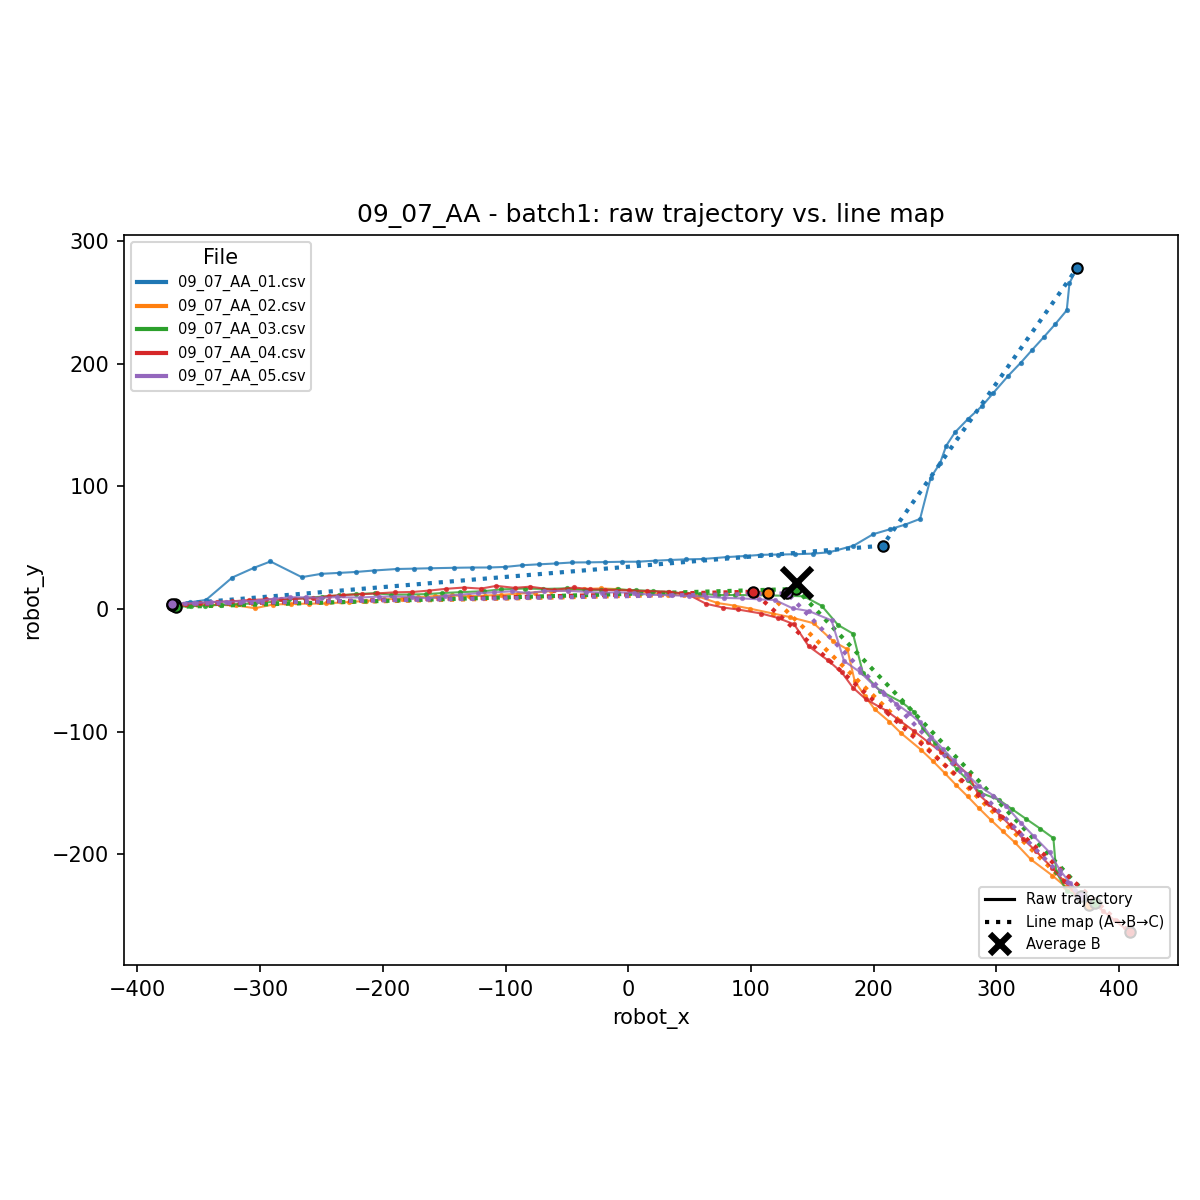 09_07_AA - batch1: raw trajectory vs. line map
300
200
100
0
−100
−200
robot_y
File
09_07_AA_01.csv
09_07_AA_02.csv
09_07_AA_03.csv
09_07_AA_04.csv
09_07_AA_05.csv
Raw trajectory
Line map (A→B→C)
Average B
−400 −300 −200 −100 0 100 200 300 400
robot_x